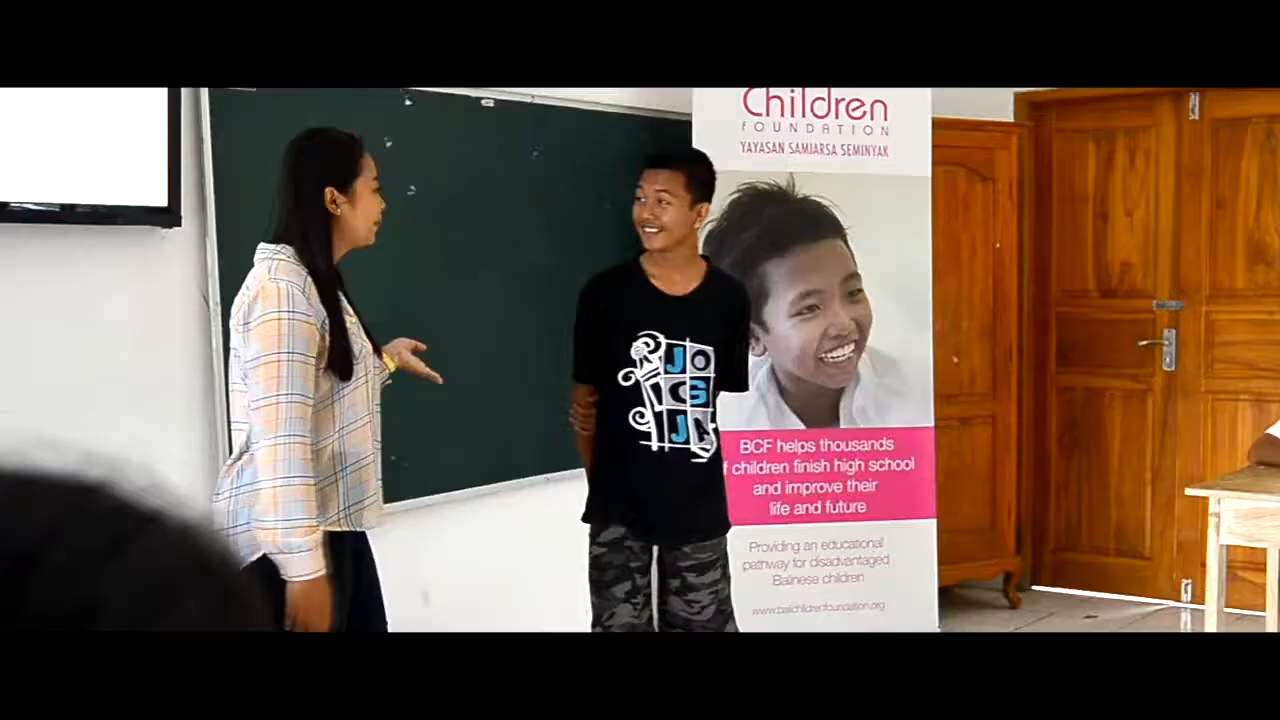 Children
FOUNDATION
YAYASAN SAMIARSA SEMINYAK
JO
G
JA
BCF helps thousands
f children finish high school
and improve their
life and future
Providing an educational
pathway for disadvantaged
Balinese children
www.balichildrenfoundation.org